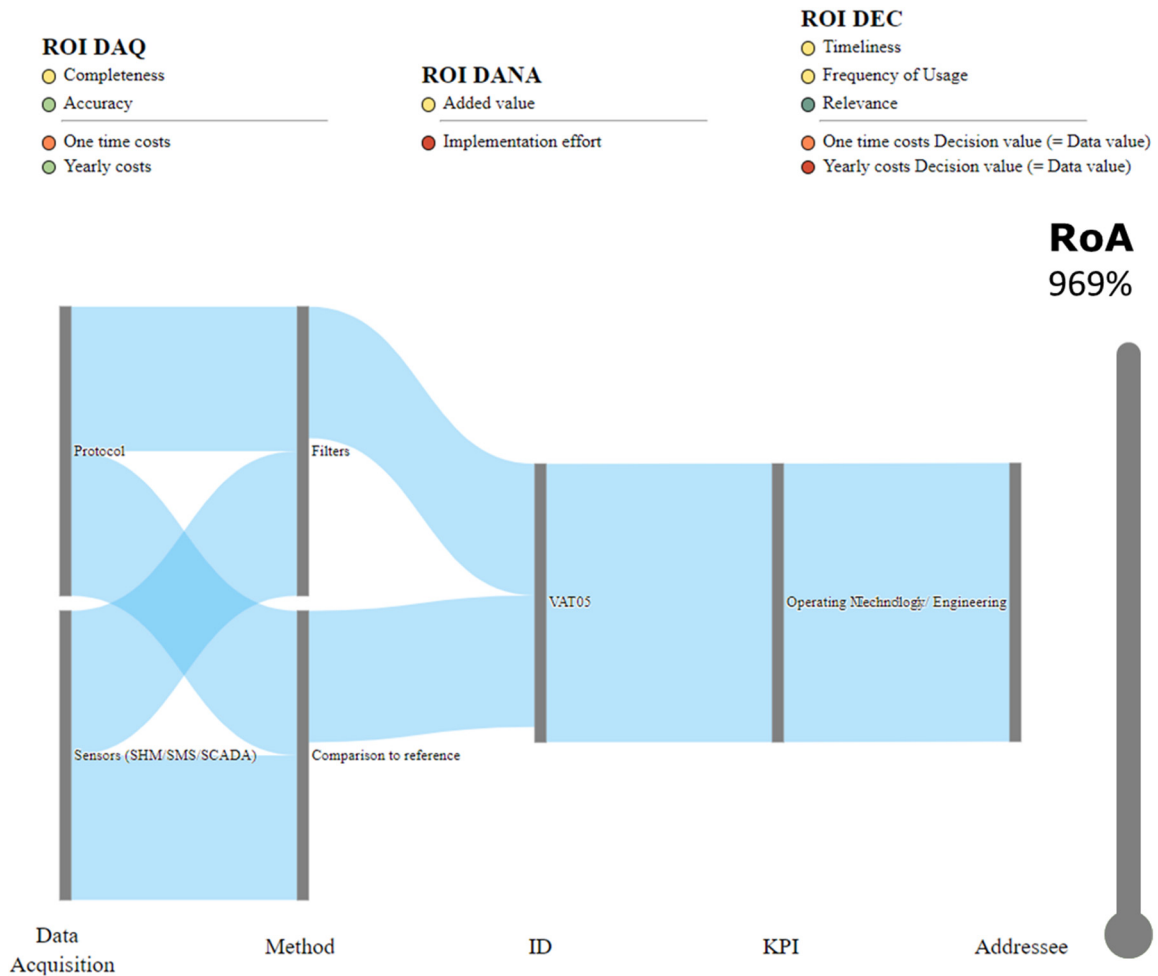 ROI DAQ
Completeness
Accuracy
One time costs
Yearly costs
ROI DANA
Added value
Implementation effort
ROI DEC
Timeliness
Frequency of Usage
Relevance
One time costs Decision value (= Data value)
Yearly costs Decision value (= Data value)
RoA
969%
Protocol
Filters
VAT05
Operating / Engineering
Sensors (SHM/SMS/SCADA)
Comparison to reference
Data
Acquisition
Method
ID
KPI
Addressee